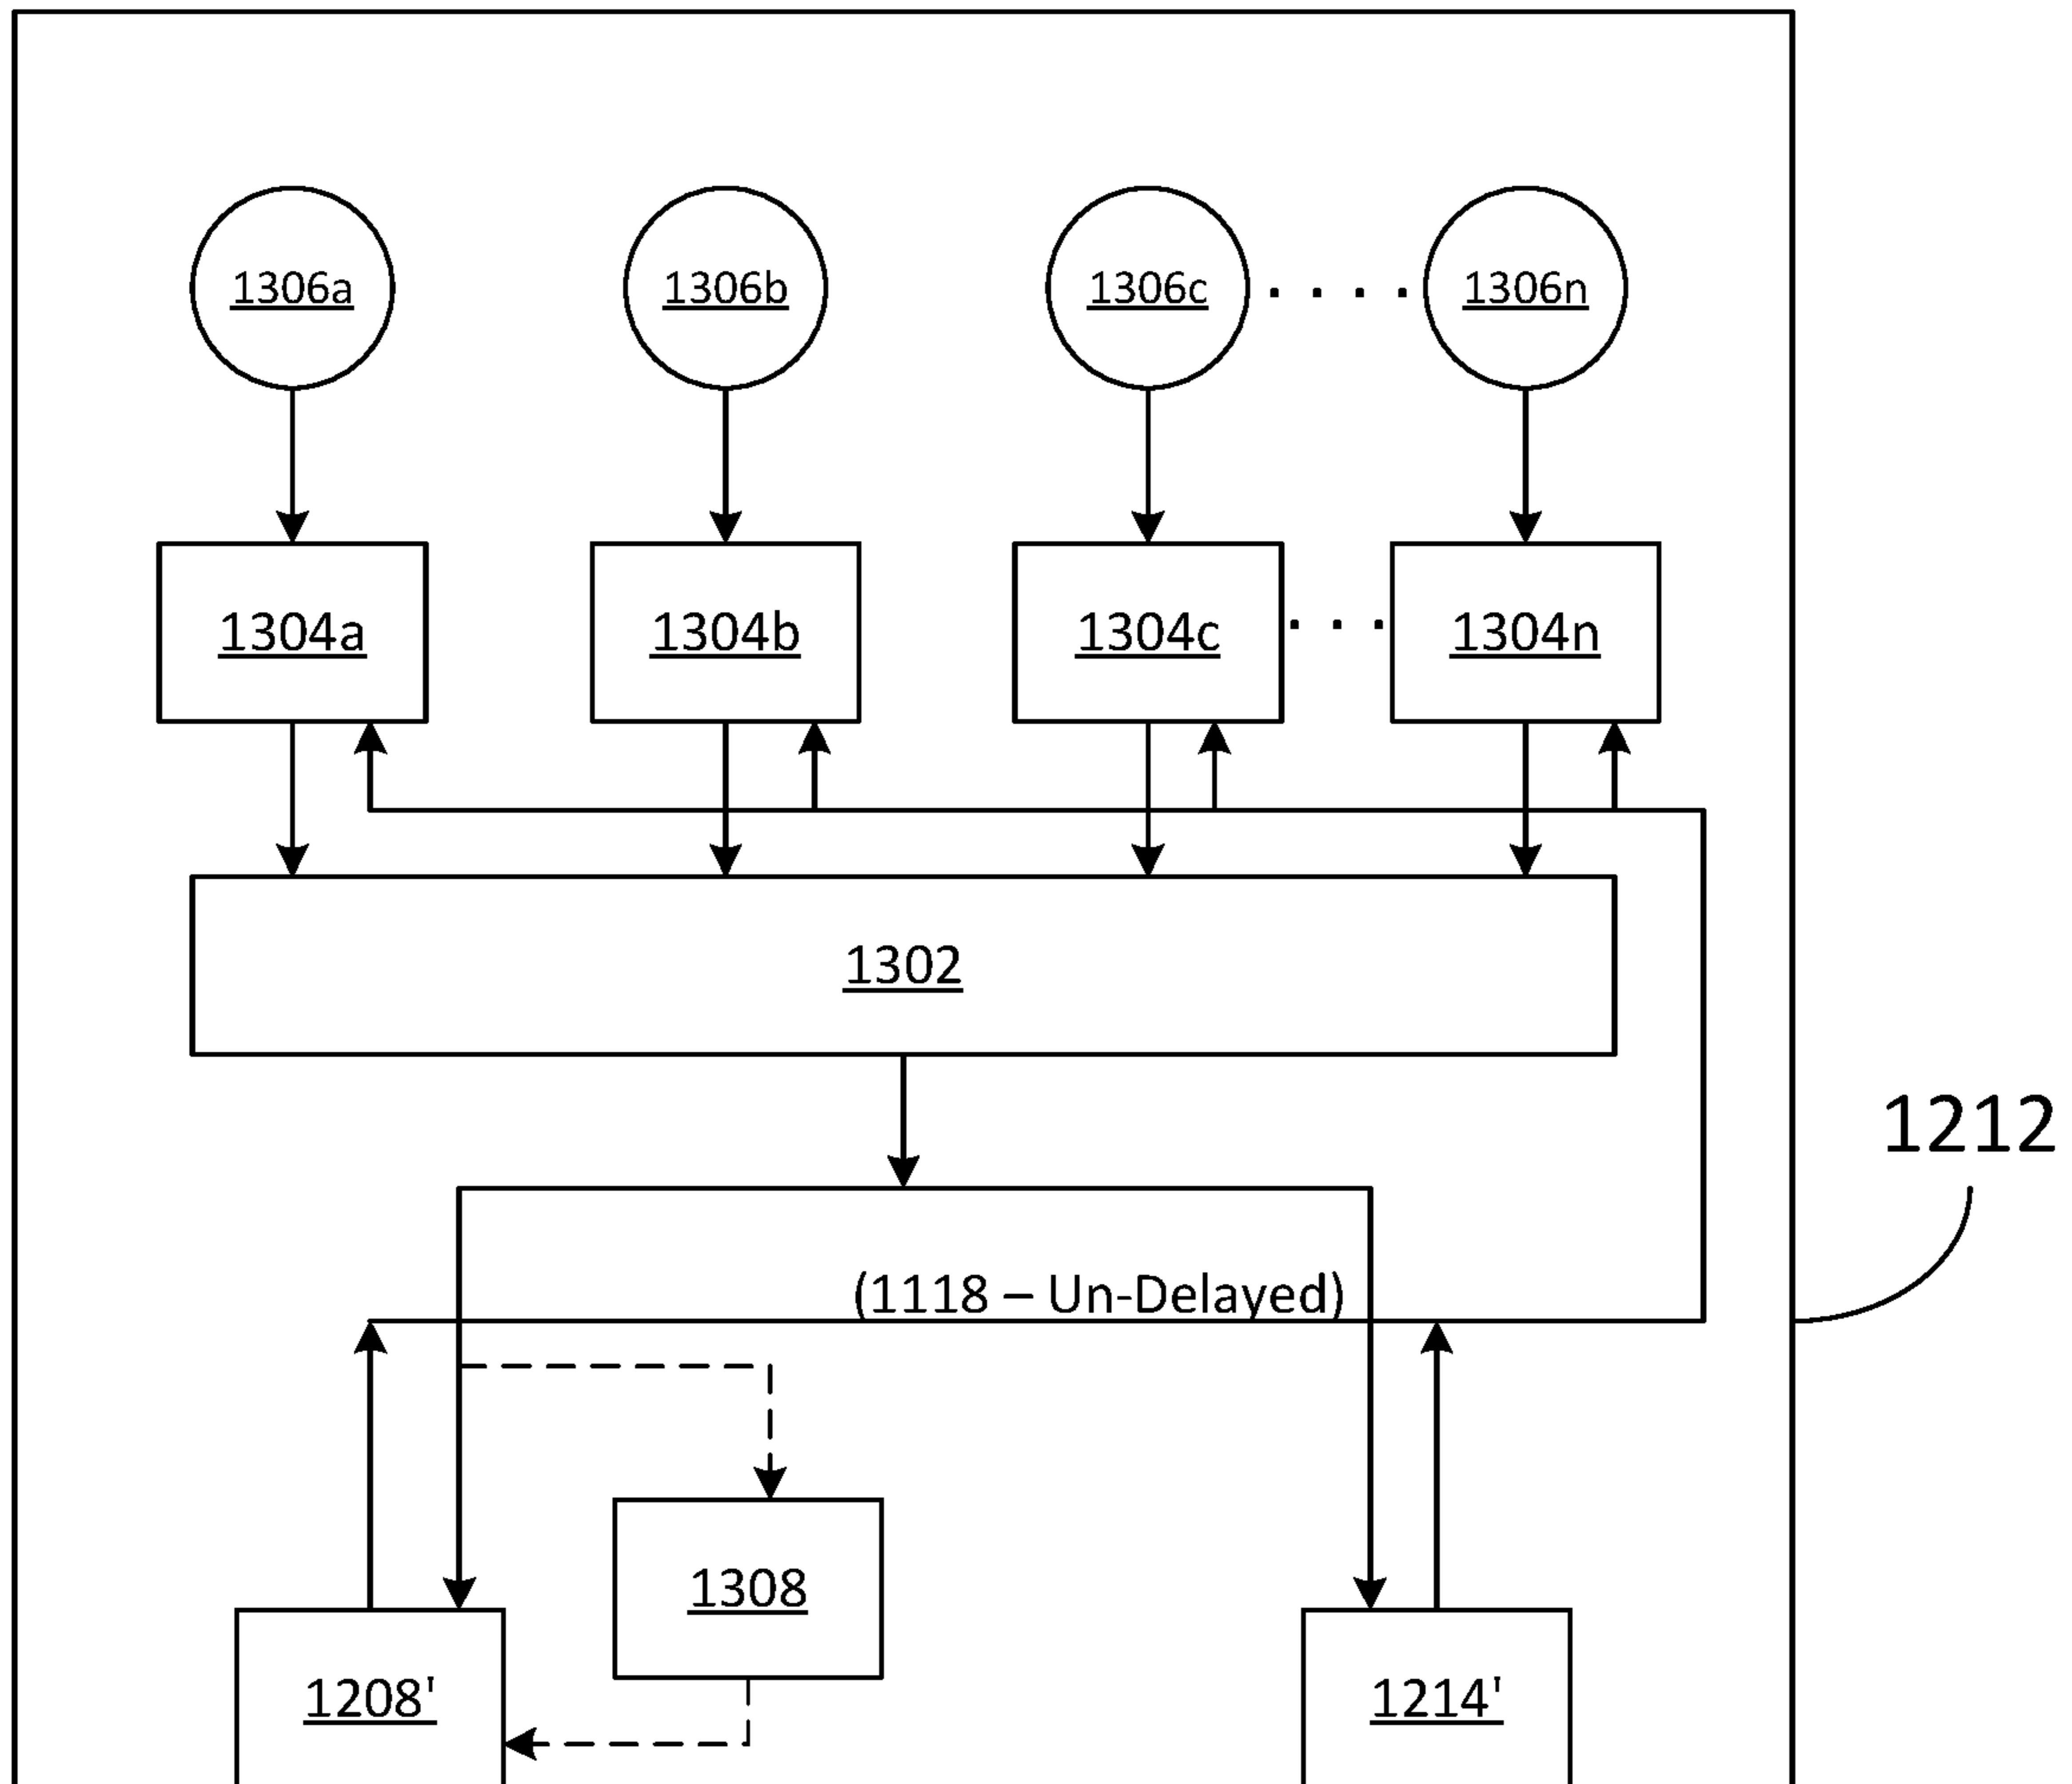 1306a 1306b 1306c . . . . 1306n
1304a 1304b 1304c . . . 1304n
1302
1212
(1118 – Un-Delayed)
1308
1208' 1214'